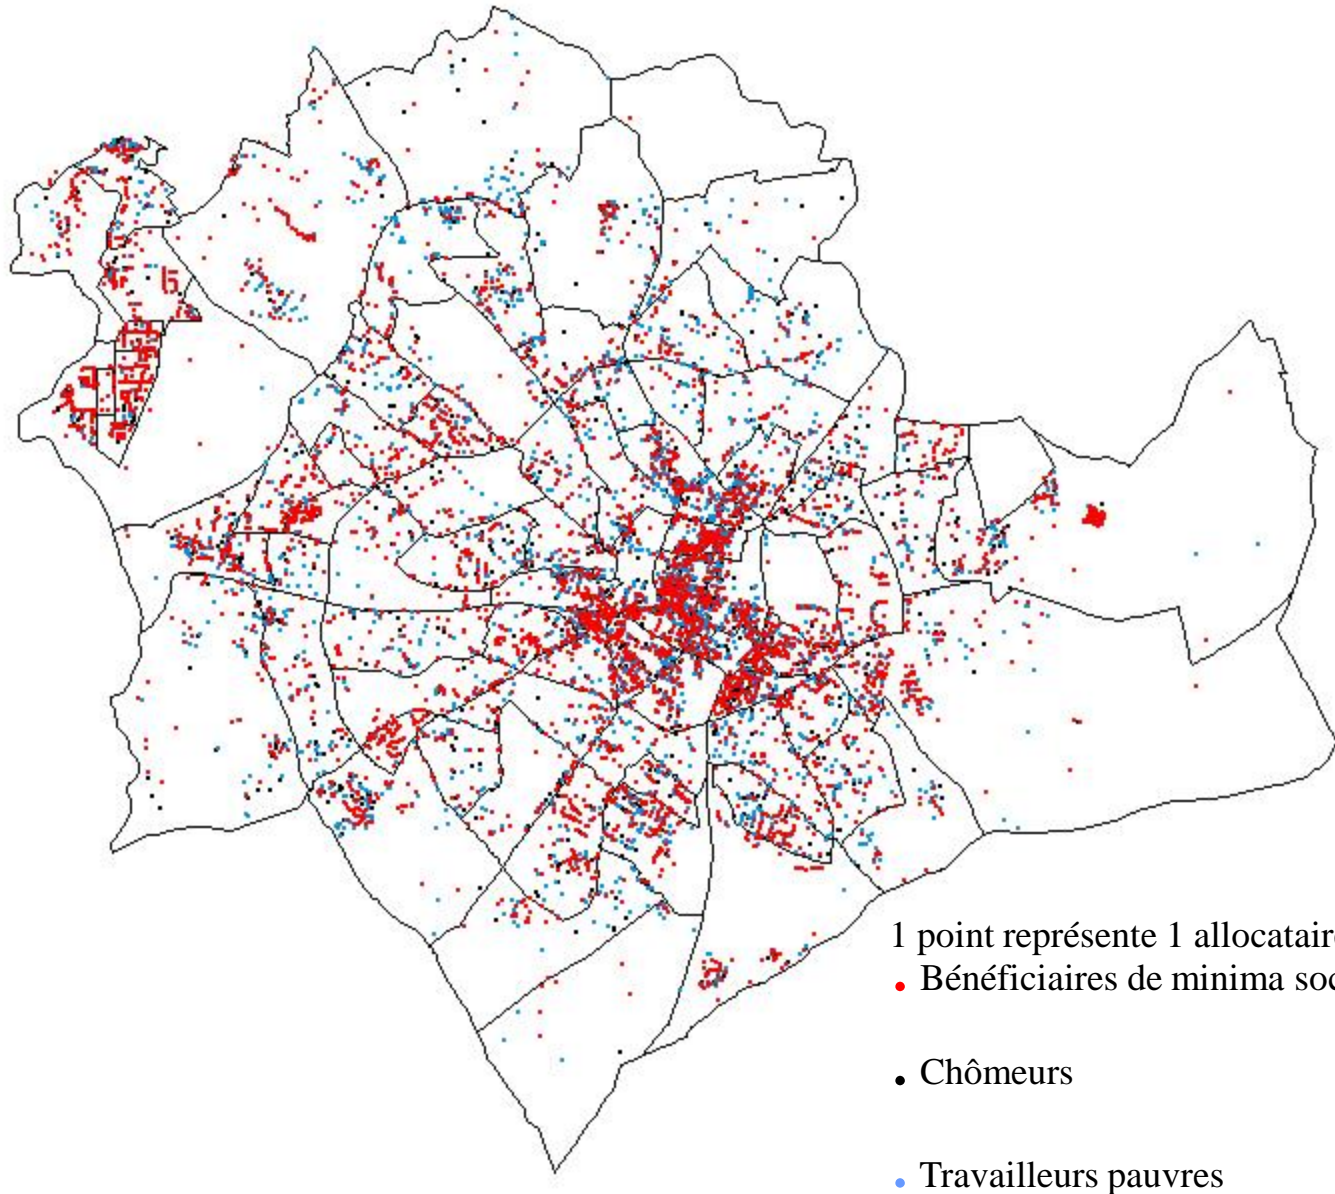 1 point représente 1 allocatair
Bénéficiaires de minima so
Chômeurs
Travailleurs pauvres